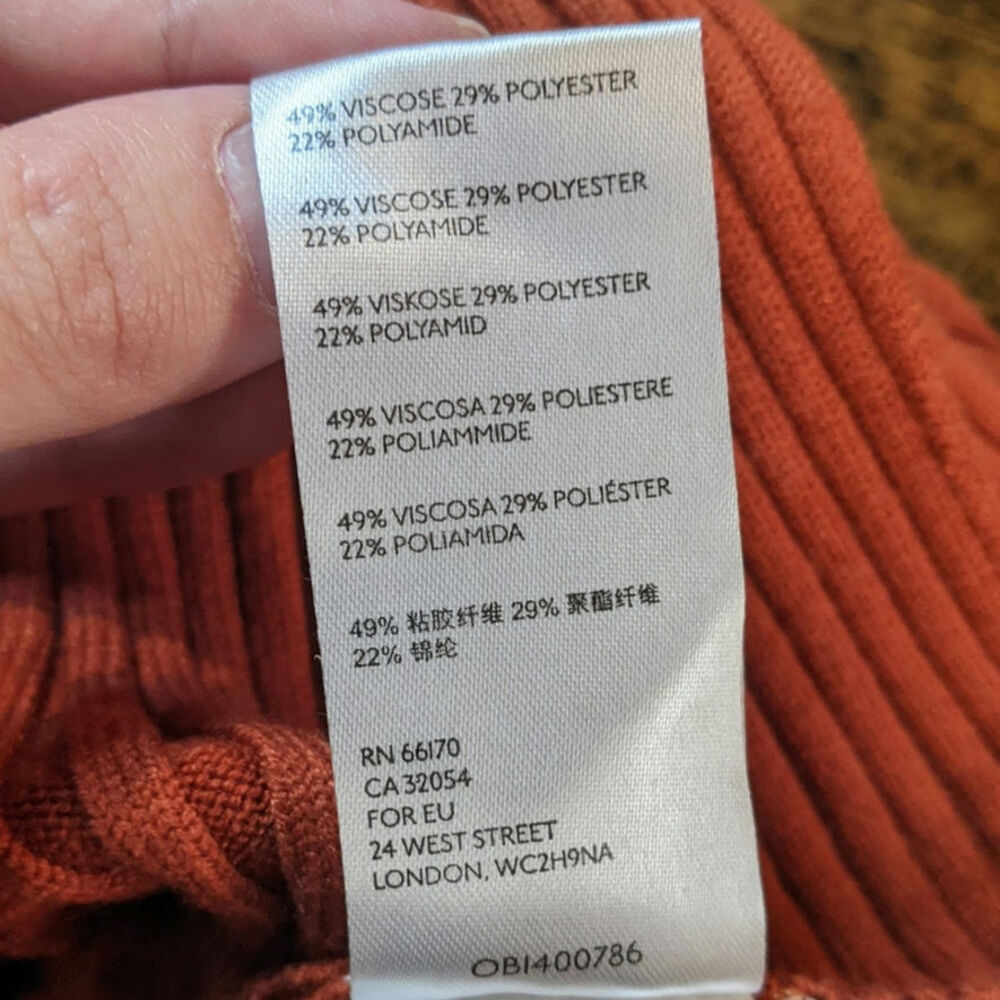 49% VISCOSE 29% POLYESTER
22% POLYAMIDE
49% VISCOSE 29% POLYESTER
22% POLYAMIDE
49% VISKOSE 29% POLYESTER
22% POLYAMID
49% VISCOSA 29% POLIESTERE
22% POLIAMMIDE
49% VISCOSA 29% POLIÉSTER
22% POLIAMIDA
49% 粘胶纤维 29% 聚酯纤维
22% 锦纶
RN 66170
CA 32054
FOR EU
24 WEST STREET
LONDON, WC2H9NA
OB1400786